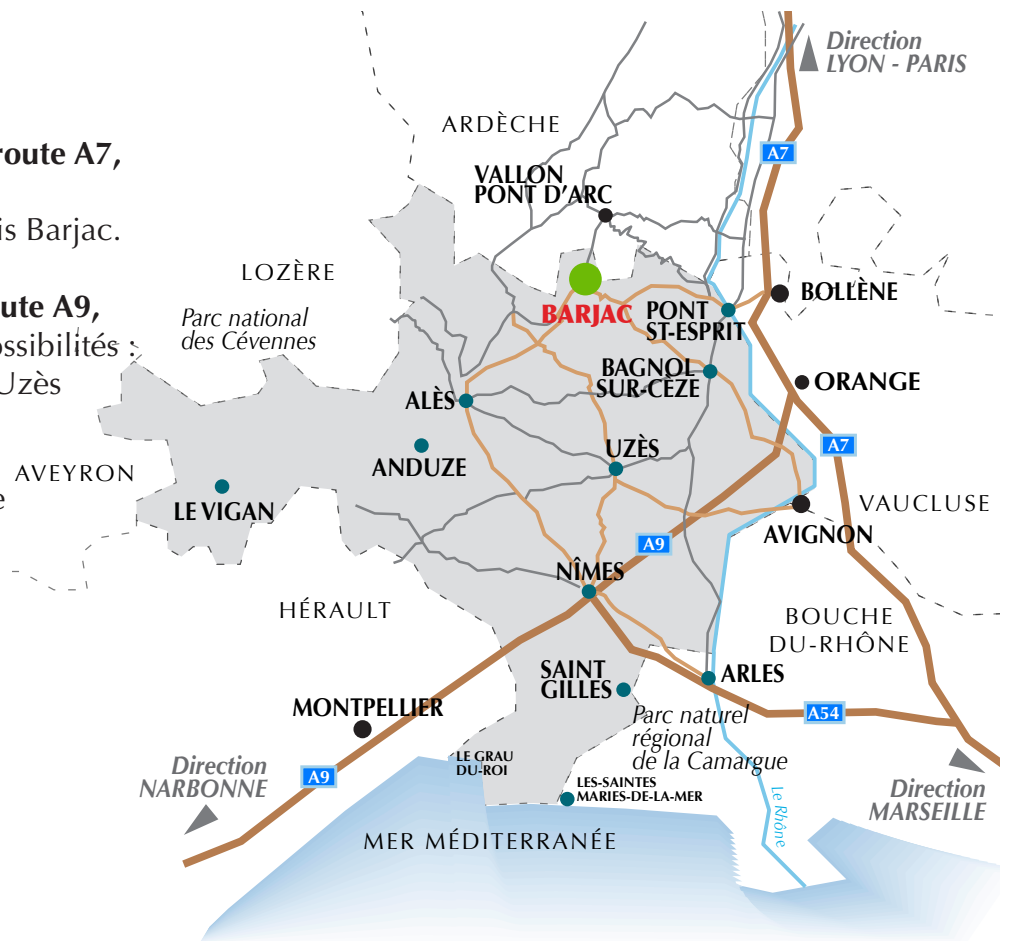 Direction
LYON - PARIS
ARDÈCHE
route A7,
A7
VALLON
PONT D'ARC
is Barjac.
LOZÈRE
BOLLÈNE
ute A9,
BARJAC
PONT
ST-ESPRIT
Parc national
des Cévennes
ossibilités :
BAGNOL
SUR-CÈZE
Uzès
ORANGE
ALÈS
A7
UZÈS
ANDUZE
AVEYRON
e
LE VIGAN
VAUCLUSE
AVIGNON
A9
NÎMES
HÉRAULT
BOUCHE
DU-RHÔNE
SAINT
GILLES
ARLES
MONTPELLIER
Parc naturel
régional
de la Camargue
A54
LE GRAU
DU-ROI
Direction
NARBONNE
A9
LES-SAINTES
MARIES-DE-LA-MER
Direction
MARSEILLE
Le Rhône
MER MÉDITERRANÉE